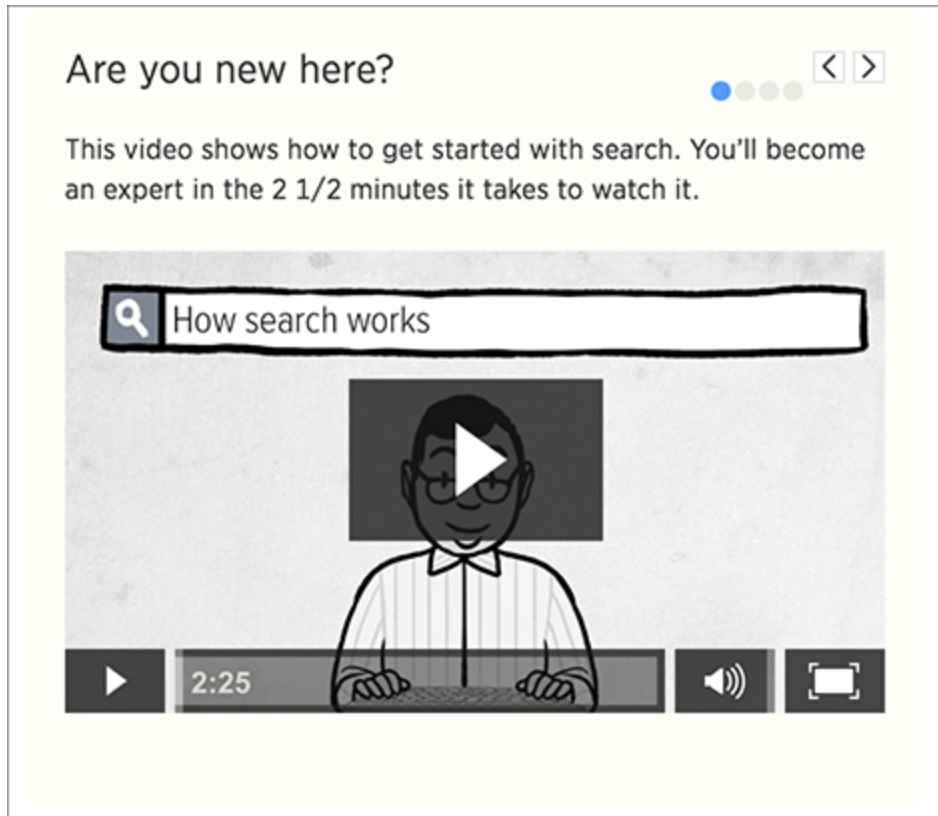 Are you new here?
This video shows how to get started with search. You’ll become
an expert in the 2 1/2 minutes it takes to watch it.
How search works
2:25